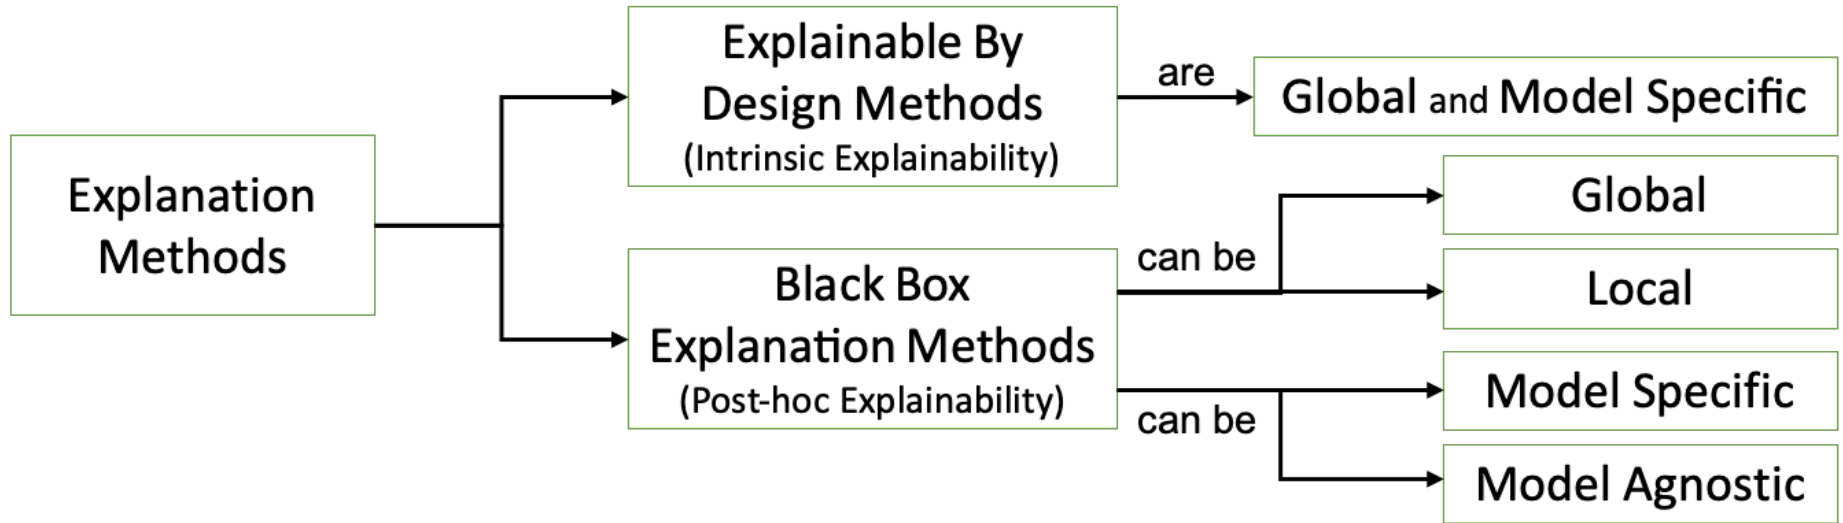 Explanation
Methods
Explainable By
Design Methods
(Intrinsic Explainability)
are
Global and Model Specific
Black Box
Explanation Methods
(Post-hoc Explainability)
can be
Global
Local
can be
Model Specific
Model Agnostic